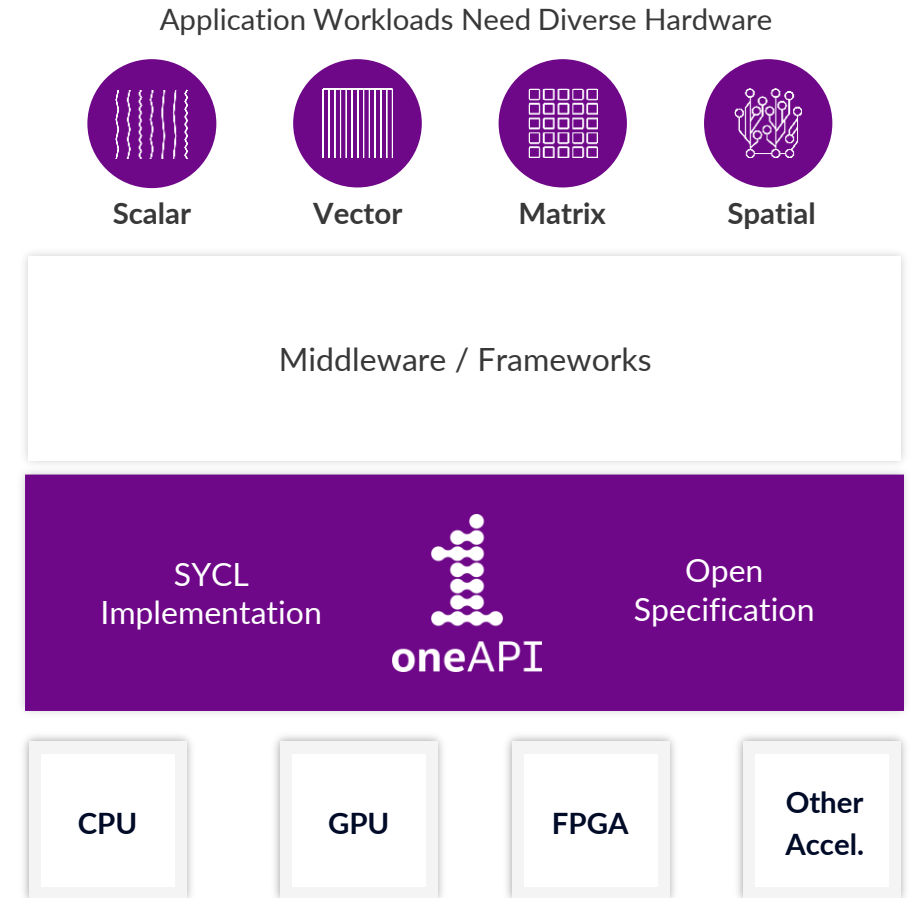 Application Workloads Need Diverse Hardware
Scalar
Vector
Matrix
Spatial
Middleware / Frameworks
SYCL
Implementation
oneAPI
Open
Specification
CPU
GPU
FPGA
Other
Accel.